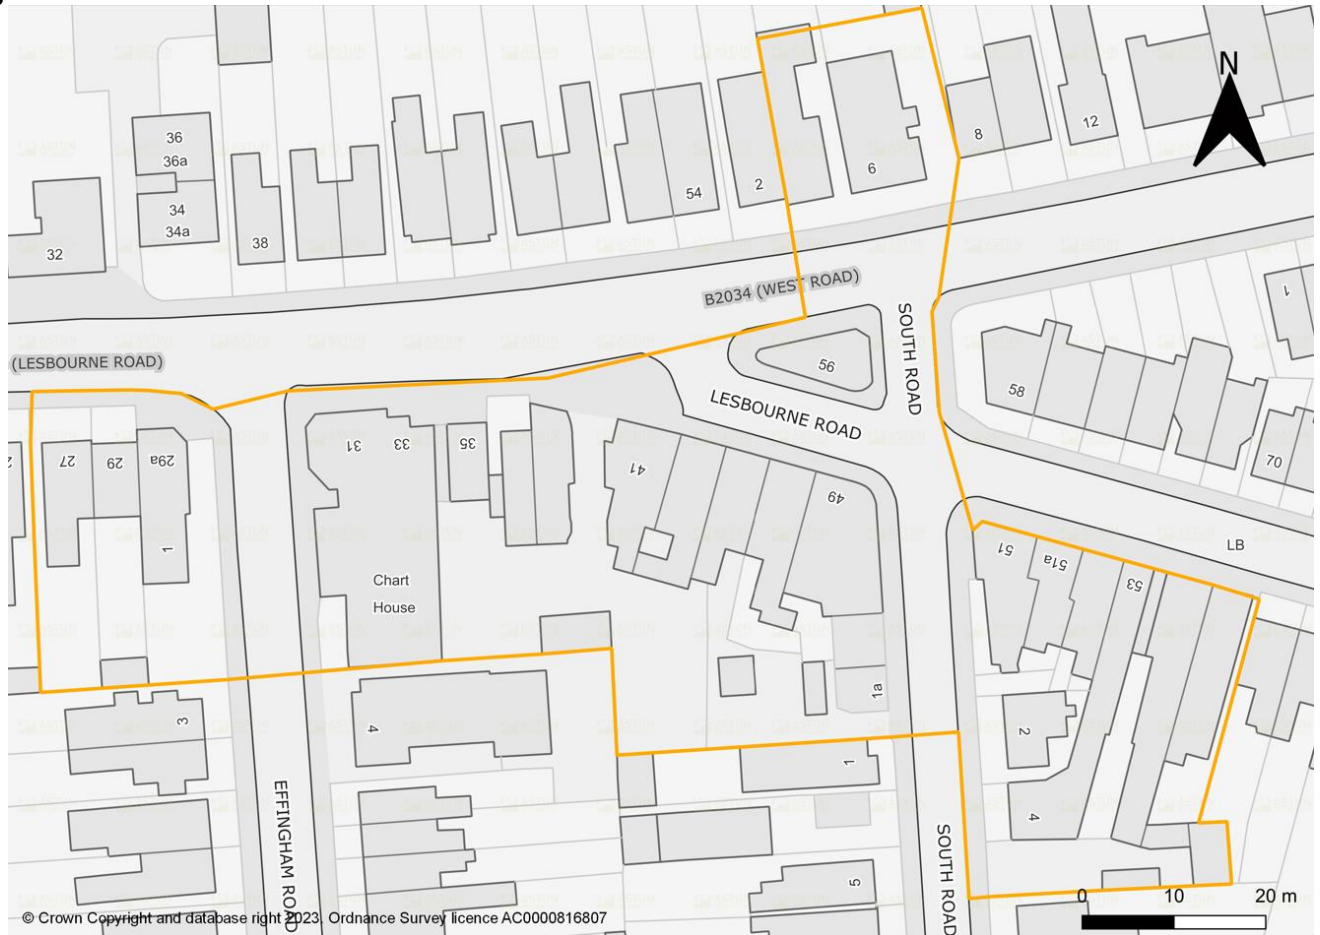 N
36
36a
34
34a
32
38
54
2
6
8
12
B2034 (WEST ROAD)
(LESBOURNE ROAD)
SOUTH ROAD
56
LESBOURNE ROAD
1
58
70
27
29
29a
1
31
33
35
41
49
Chart
House
LB
51
51a
53
1a
2
4
3
4
1
5
EFFINGHAM ROAD
SOUTH ROAD
0 10 20 m
© Crown Copyright and database right 2023. Ordnance Survey licence AC0000816807